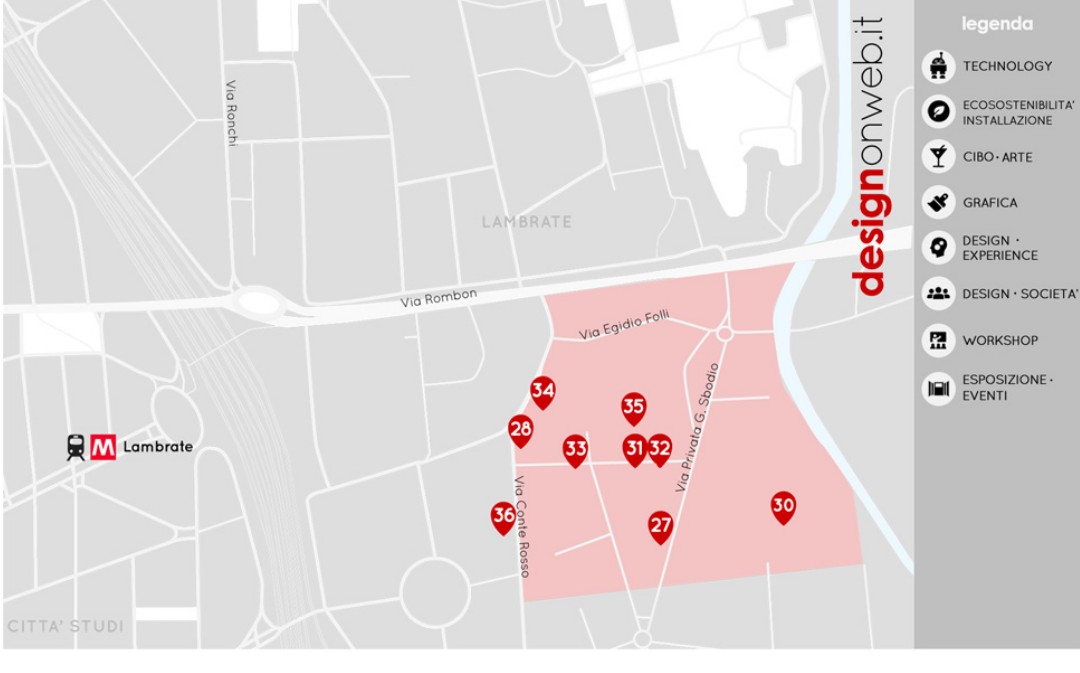 Via Ronchi
LAMBRATE
Via Rombon
Via Egidio Folli
Via Privata G. Sbodio
Via Conte Rosso
34
35
28
33
31
32
36
27
30
M
Lambrate
CITTA' STUDI
designonweb.it
legenda
TECHNOLOGY
ECOSOSTENIBILITA'
INSTALLAZIONE
CIBO · ARTE
GRAFICA
DESIGN ·
EXPERIENCE
DESIGN · SOCIETA'
WORKSHOP
ESPOSIZIONE ·
EVENTI